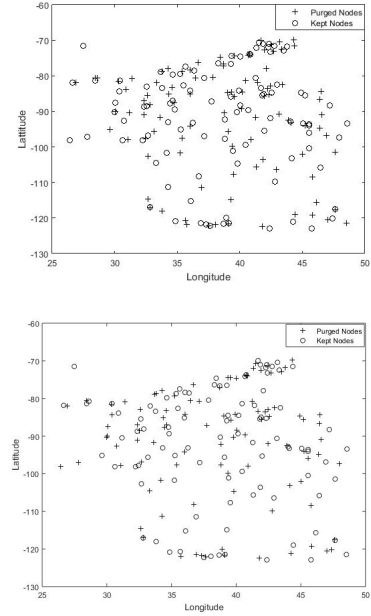 -60
-70
-80
-90
-100
-110
-120
-130
Lattitude
+ Purged Nodes
○ Kept Nodes
25 30 35 40 45 50
Longitude
-60
-70
-80
-90
-100
-110
-120
-130
Latitude
+ Purged Nodes
○ Kept Nodes
25 30 35 40 45 50
Longitude